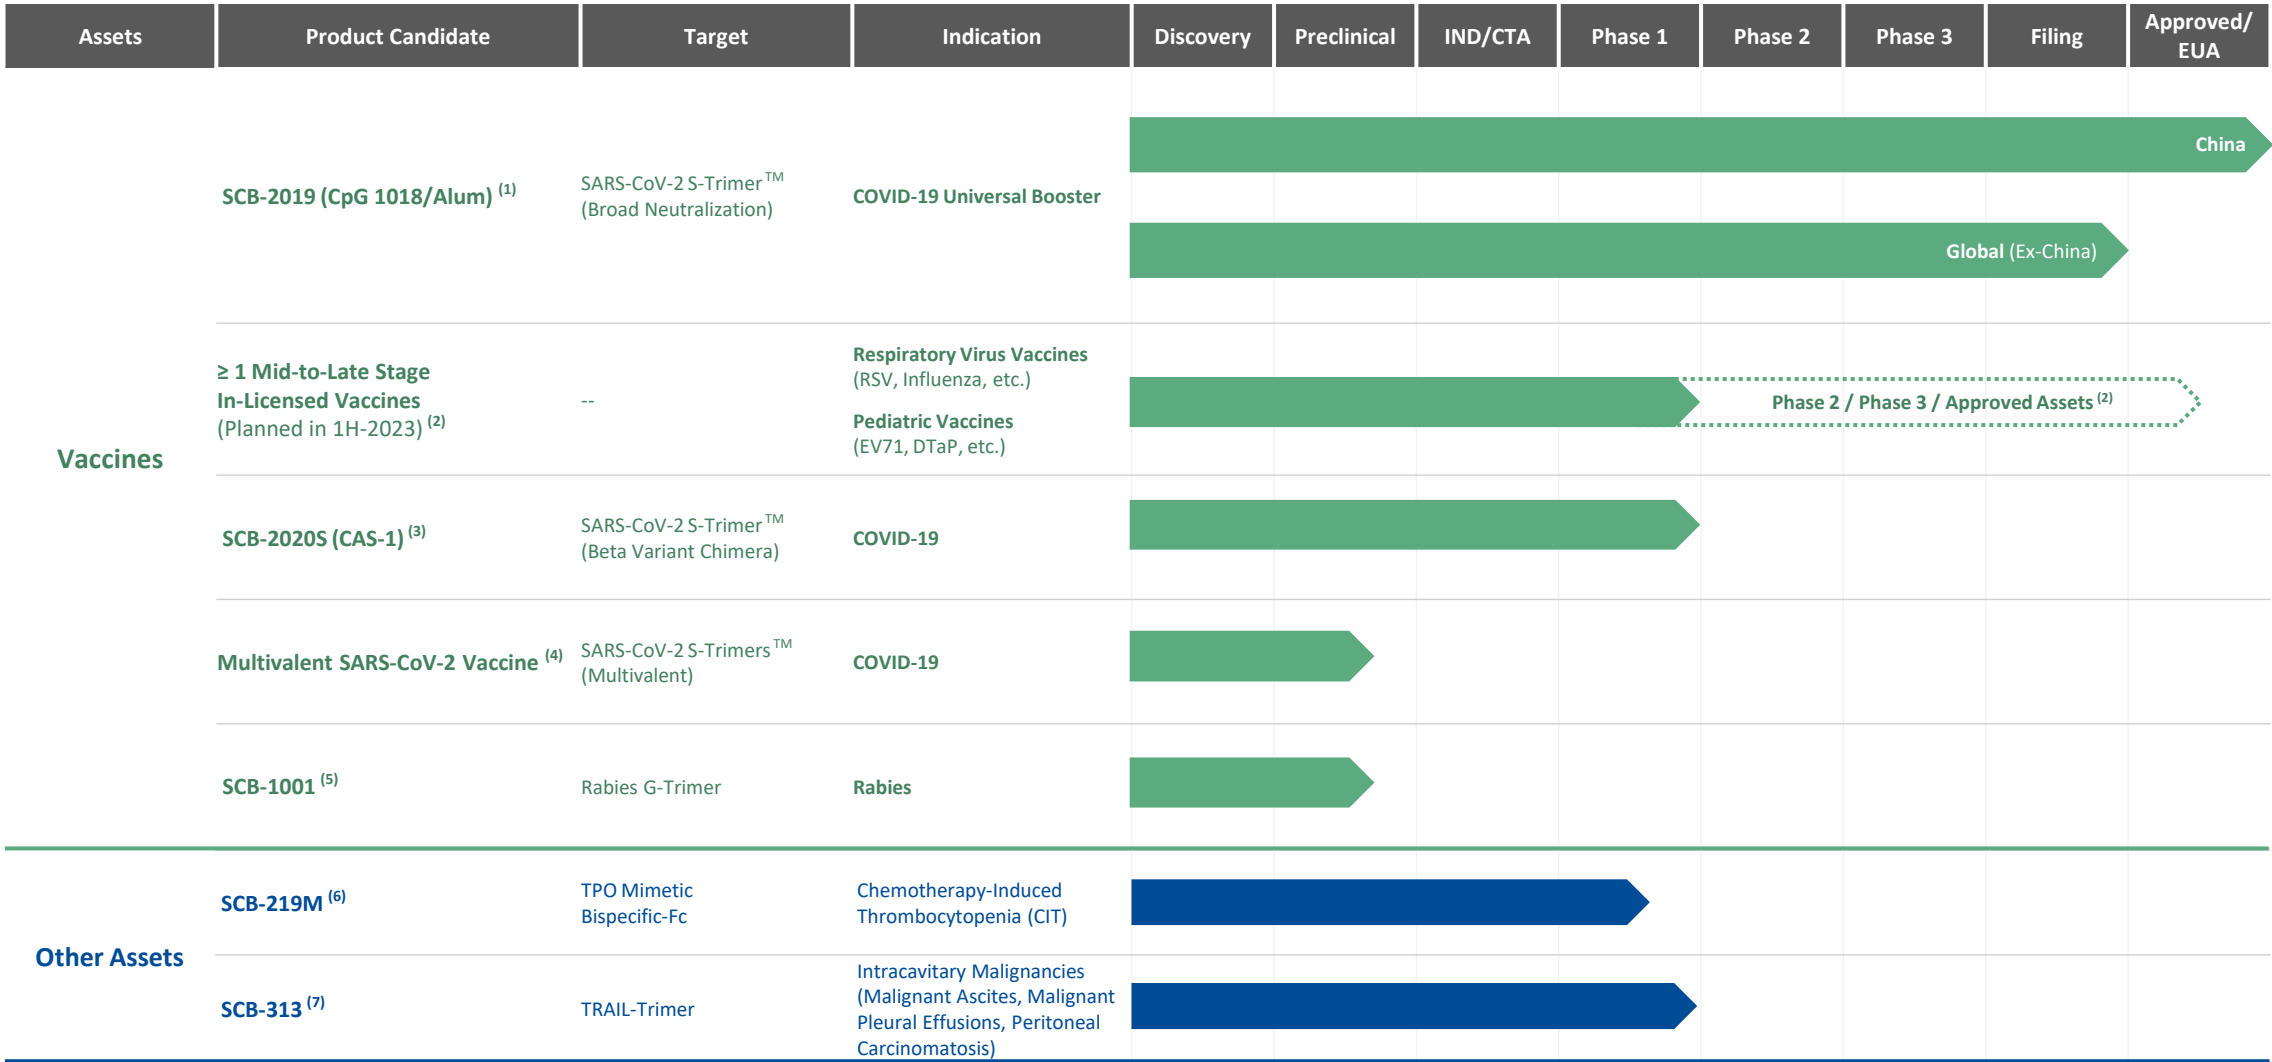 Assets
Product Candidate
Target
Indication
Discovery
Preclinical
IND/CTA
Phase 1
Phase 2
Phase 3
Filing
Approved/
EUA
Vaccines
SCB-2019 (CpG 1018/Alum) (1)
SARS-CoV-2 S-Trimer™
(Broad Neutralization)
COVID-19 Universal Booster
China
Global (Ex-China)
≥ 1 Mid-to-Late Stage
In-Licensed Vaccines
(Planned in 1H-2023) (2)
--
Respiratory Virus Vaccines
(RSV, Influenza, etc.)
Pediatric Vaccines
(EV71, DTaP, etc.)
Phase 2 / Phase 3 / Approved Assets (2)
SCB-2020S (CAS-1) (3)
SARS-CoV-2 S-Trimer™
(Beta Variant Chimera)
COVID-19
Multivalent SARS-CoV-2 Vaccine (4)
SARS-CoV-2 S-Trimers™
(Multivalent)
COVID-19
SCB-1001 (5)
Rabies G-Trimer
Rabies
Other Assets
SCB-219M (6)
TPO Mimetic
Bispecific-Fc
Chemotherapy-Induced
Thrombocytopenia (CIT)
SCB-313 (7)
TRAIL-Trimer
Intracavitary Malignancies
(Malignant Ascites, Malignant
Pleural Effusions, Peritoneal
Carcinomatosis)